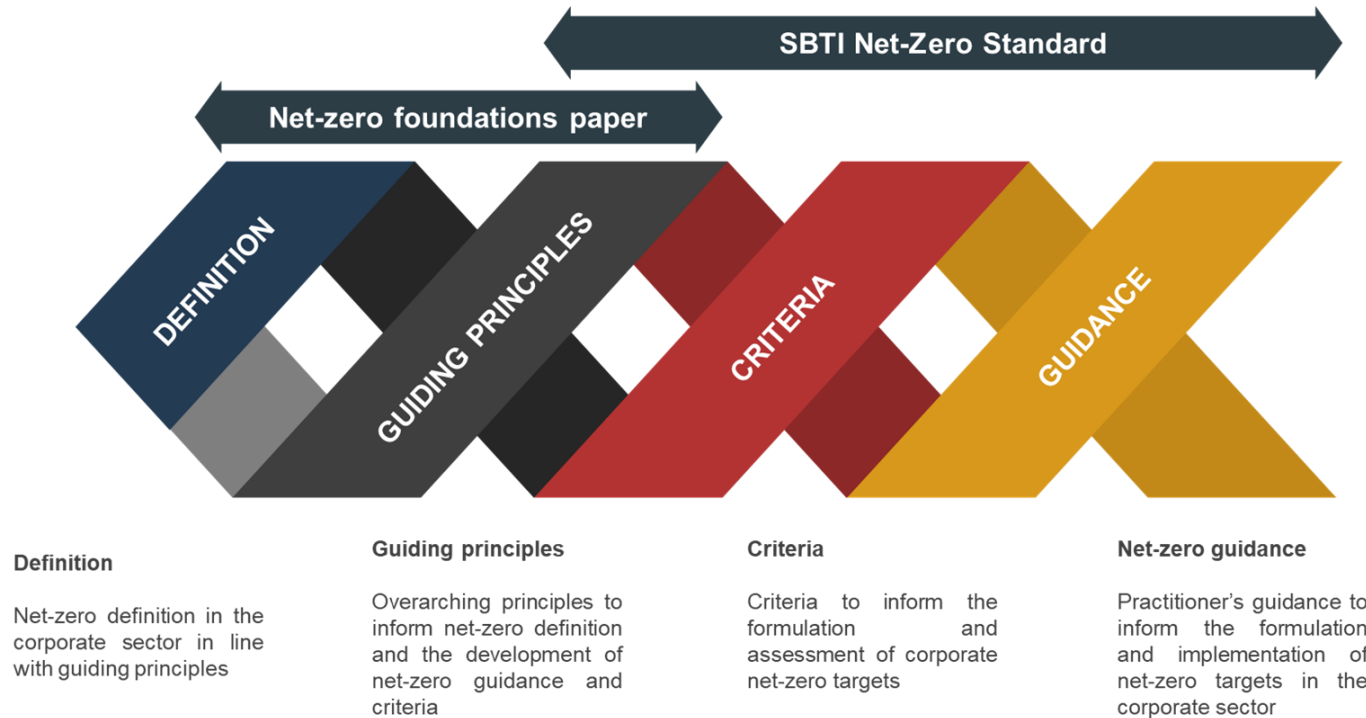 SBTI Net-Zero Standard
Net-zero foundations paper
DEFINITION
GUIDING PRINCIPLES
CRITERIA
GUIDANCE
Definition
Net-zero definition in the
corporate sector in line
with guiding principles
Guiding principles
Overarching principles to
inform net-zero definition
and the development of
net-zero guidance and
criteria
Criteria
Criteria to inform the
formulation and
assessment of corporate
net-zero targets
Net-zero guidance
Practitioner’s guidance to
inform the formulation
and implementation of
net-zero targets in the
corporate sector